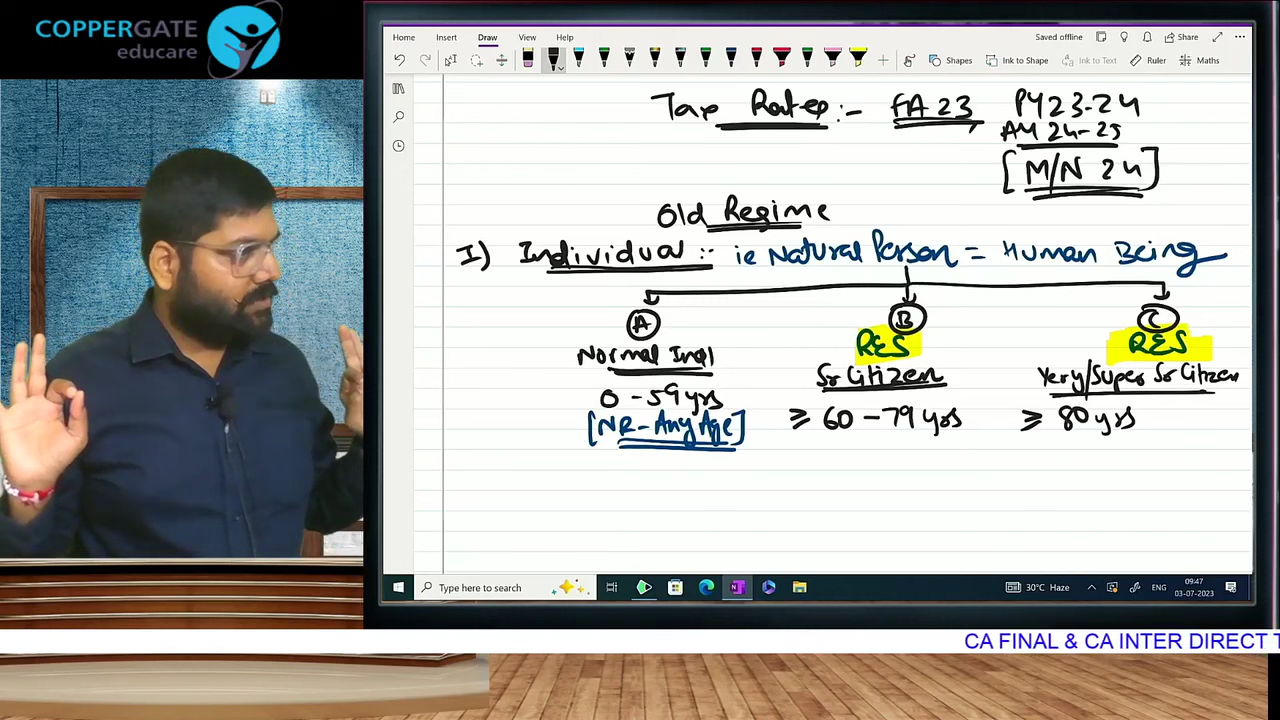 COPPERGATE
educare
Home Insert Draw View Help
Saved offline
Share
Shapes
Ink to Shape
Ink to Text
Ruler
Maths
Tax Rates :- FA 23 PY 23-24
AY 24-25
[M/N 24]
Old Regime
I) Individual :- ie Natural Person = Human Being
A B C
RES RES
Normal Indl Sr Citizen Very/Super Sr Citizen
0 - 59 yrs ≥ 60 - 79 yrs ≥ 80 yrs
[NR - Any Age]
Type here to search
30°C Haze
ENG
09:47
03-07-2023
CA FINAL & CA INTER DIRECT T